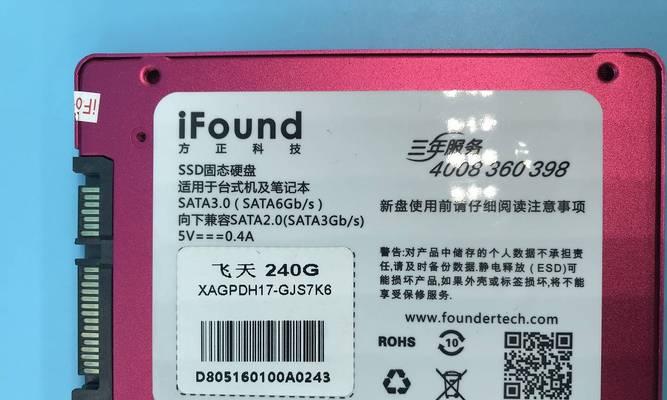 iFound
方正科技
SSD固态硬盘
适用于台式机及笔记本
SATA3.0 ( SATA6Gb/s )
向下兼容SATA2.0(SATA3Gb/s)
5V===0.4A
飞天 240G
XAGPDH17-GJS7K6
D805160100A0243
三年服务
4008 360 398
新盘使用前请仔细阅读注意事项
警告:对产品中储存的个人数据不承担责
任,请及时备份数据.静电释放 ( ESD)可
能损坏产品,如果外壳或标签损坏,将不能
享受保修服务.
www.foundertech.com
ROHS
10
iFo